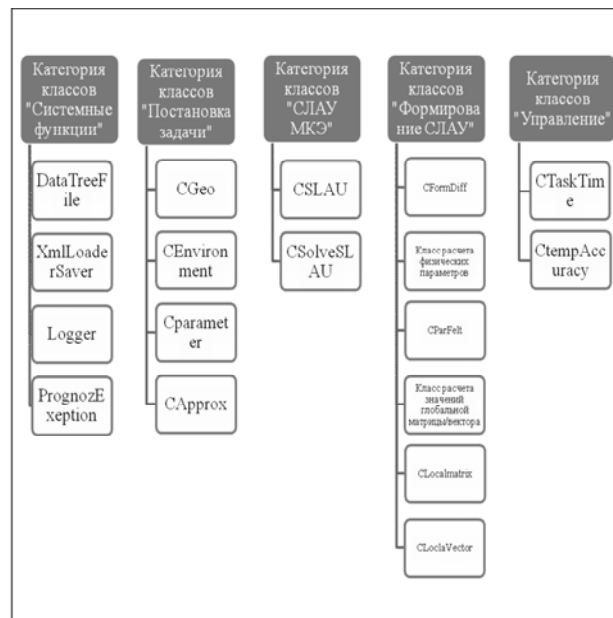 Категория
классов
"Системные
функции"
DataTreeF
ile
XmlLoade
rSaver
Logger
PrognozE
xeption
Категория
классов
"Постановка
задачи"
CGeo
CEnviron
ment
Cparamet
er
CApprox
Категория
классов
"СЛАУ
МКЭ"
CSLAU
CSolveSL
AU
Категория
классов
"Формирова
ние СЛАУ"
CFormDiff
Класс расчета
физических
параметров
CParFelt
Класс расчета
значений
глобальной
матрицы/вектора
CLocalmatrix
CLoclaVector
Категория
классов
"Управление"
CTaskTim
e
CtempAcc
uracy